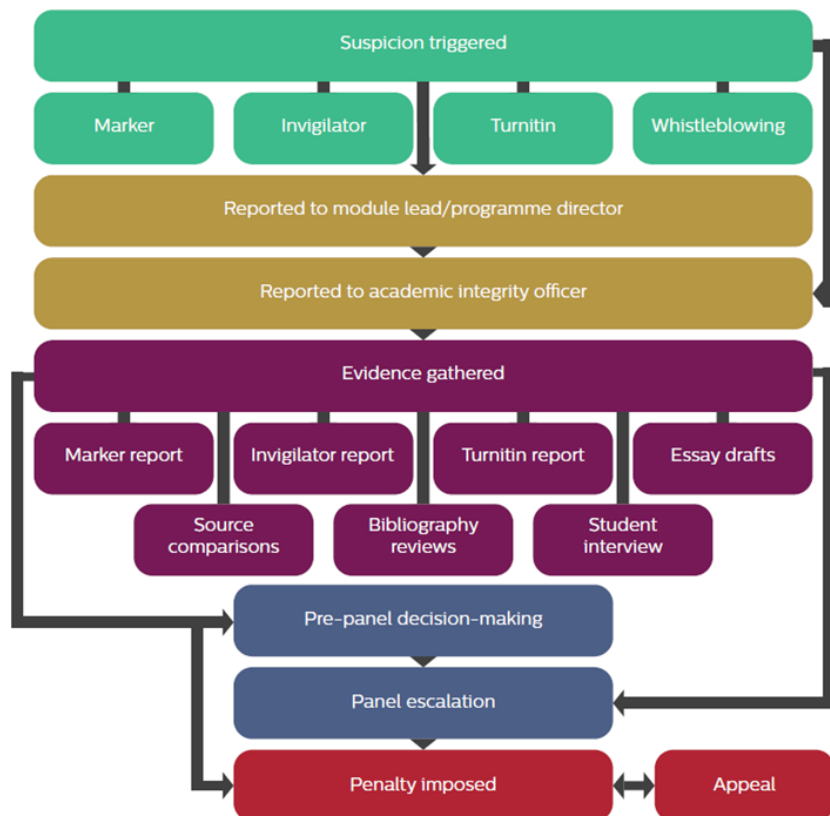 Suspicion triggered
Marker
Invigilator
Turnitin
Whistleblowing
Reported to module lead/programme director
Reported to academic integrity officer
Evidence gathered
Marker report
Invigilator report
Turnitin report
Essay drafts
Source
comparisons
Bibliography
reviews
Student
interview
Pre-panel decision-making
Panel escalation
Penalty imposed
Appeal